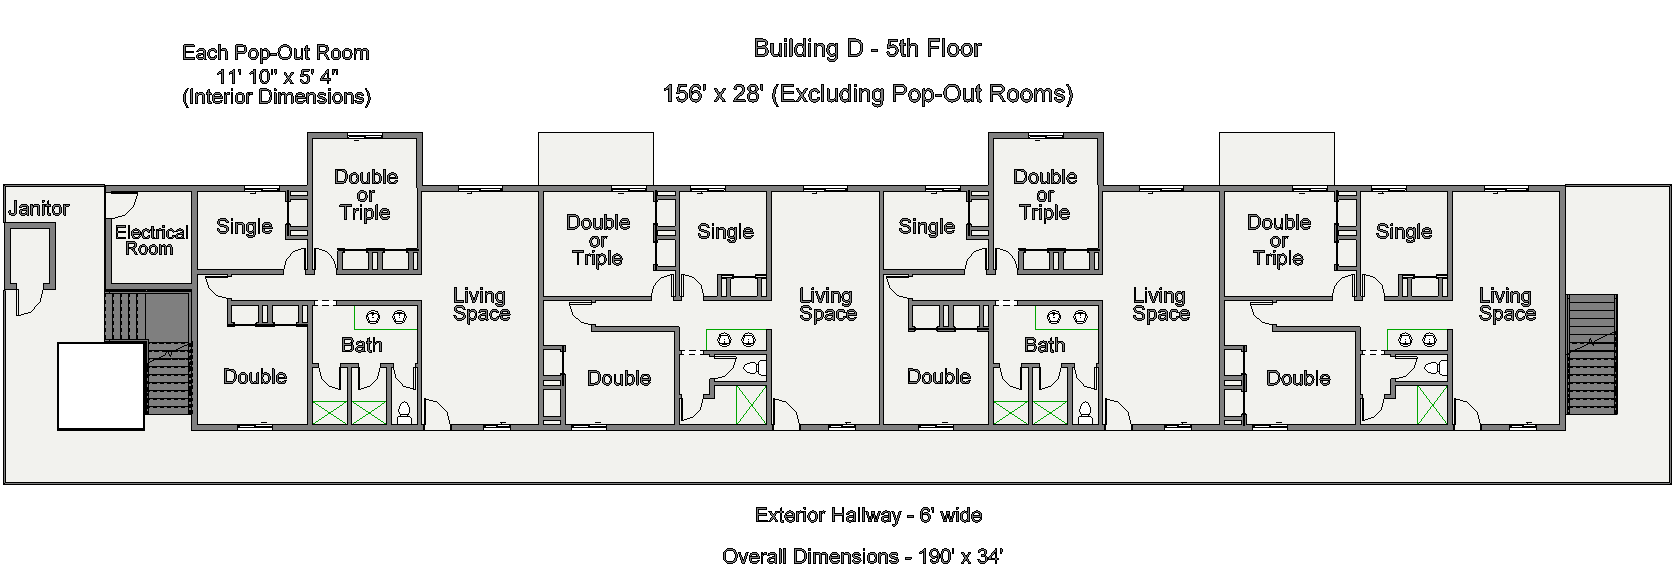 Building D - 5th Floor
Each Pop-Out Room
11' 10" x 5' 4"
(Interior Dimensions)
156' x 28' (Excluding Pop-Out Rooms)
Janitor
Electrical
Room
Single
Double
or
Triple
Living
Space
Double
Bath
Double
or
Triple
Single
Double
Living
Space
Single
Double
or
Triple
Double
Bath
Living
Space
Double
or
Triple
Single
Double
Living
Space
Exterior Hallway - 6' wide
Overall Dimensions - 190' x 34'